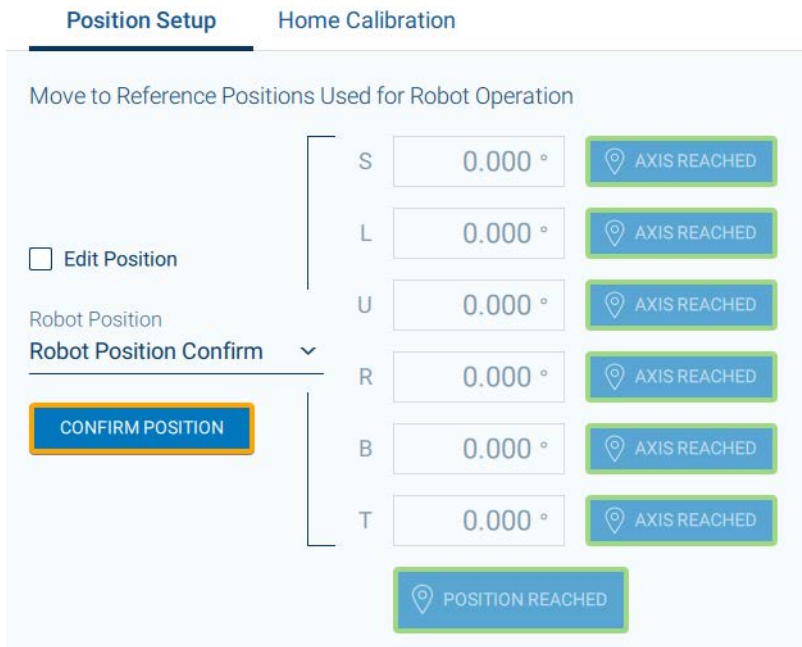 Position Setup
Home Calibration
Move to Reference Positions Used for Robot Operation
S 0.000 ° AXIS REACHED
L 0.000 ° AXIS REACHED
Edit Position
U 0.000 ° AXIS REACHED
Robot Position
Robot Position Confirm
R 0.000 ° AXIS REACHED
CONFIRM POSITION
B 0.000 ° AXIS REACHED
T 0.000 ° AXIS REACHED
POSITION REACHED